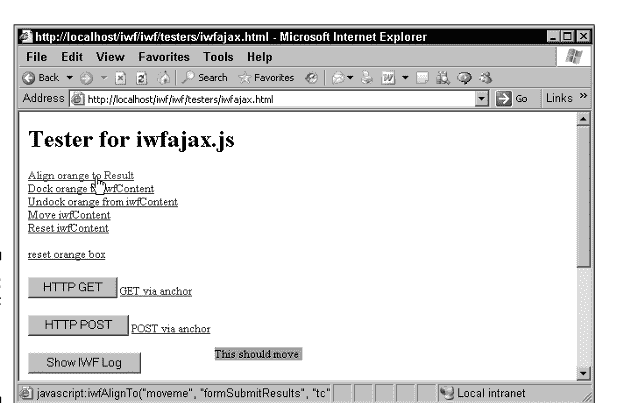 http://localhost/iwf/iwf/testers/iwfajax.html - Microsoft Internet Explorer
File Edit View Favorites Tools Help
Back Search Favorites
Address http://localhost/iwf/iwf/testers/iwfajax.html Go Links »
Tester for iwfajax.js
Align orange to Result
Dock orange iwfContent
Undock orange from iwfContent
Move iwfContent
Reset iwfContent
reset orange box
HTTP GET GET via anchor
HTTP POST POST via anchor
This should move
Show IWF Log
javascript:iwfAlignTo("moveme", "formSubmitResults", "tc" Local intranet